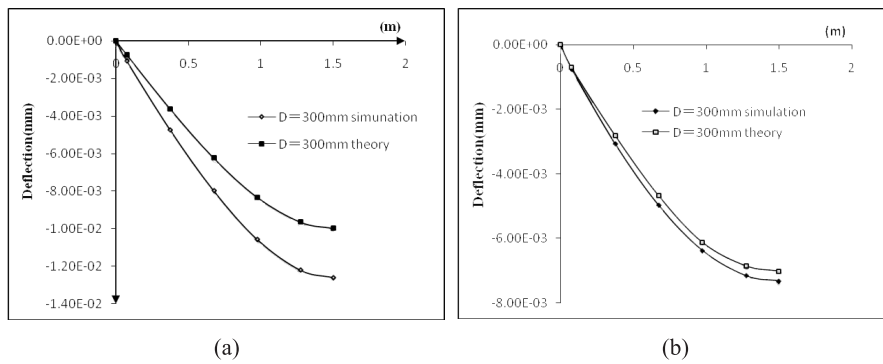 (m)
0.00E+00
0 0.5 1 1.5 2
-2.00E-03
-4.00E-03
-6.00E-03
-8.00E-03
-1.00E-02
-1.20E-02
-1.40E-02
Deflection(mm)
D=300mm simunation
D=300mm theory
(a)
(m)
0.00E+00
0 0.5 1 1.5 2
-2.00E-03
-4.00E-03
-6.00E-03
-8.00E-03
Deflection(mm)
D=300mm simulation
D=300mm theory
(b)